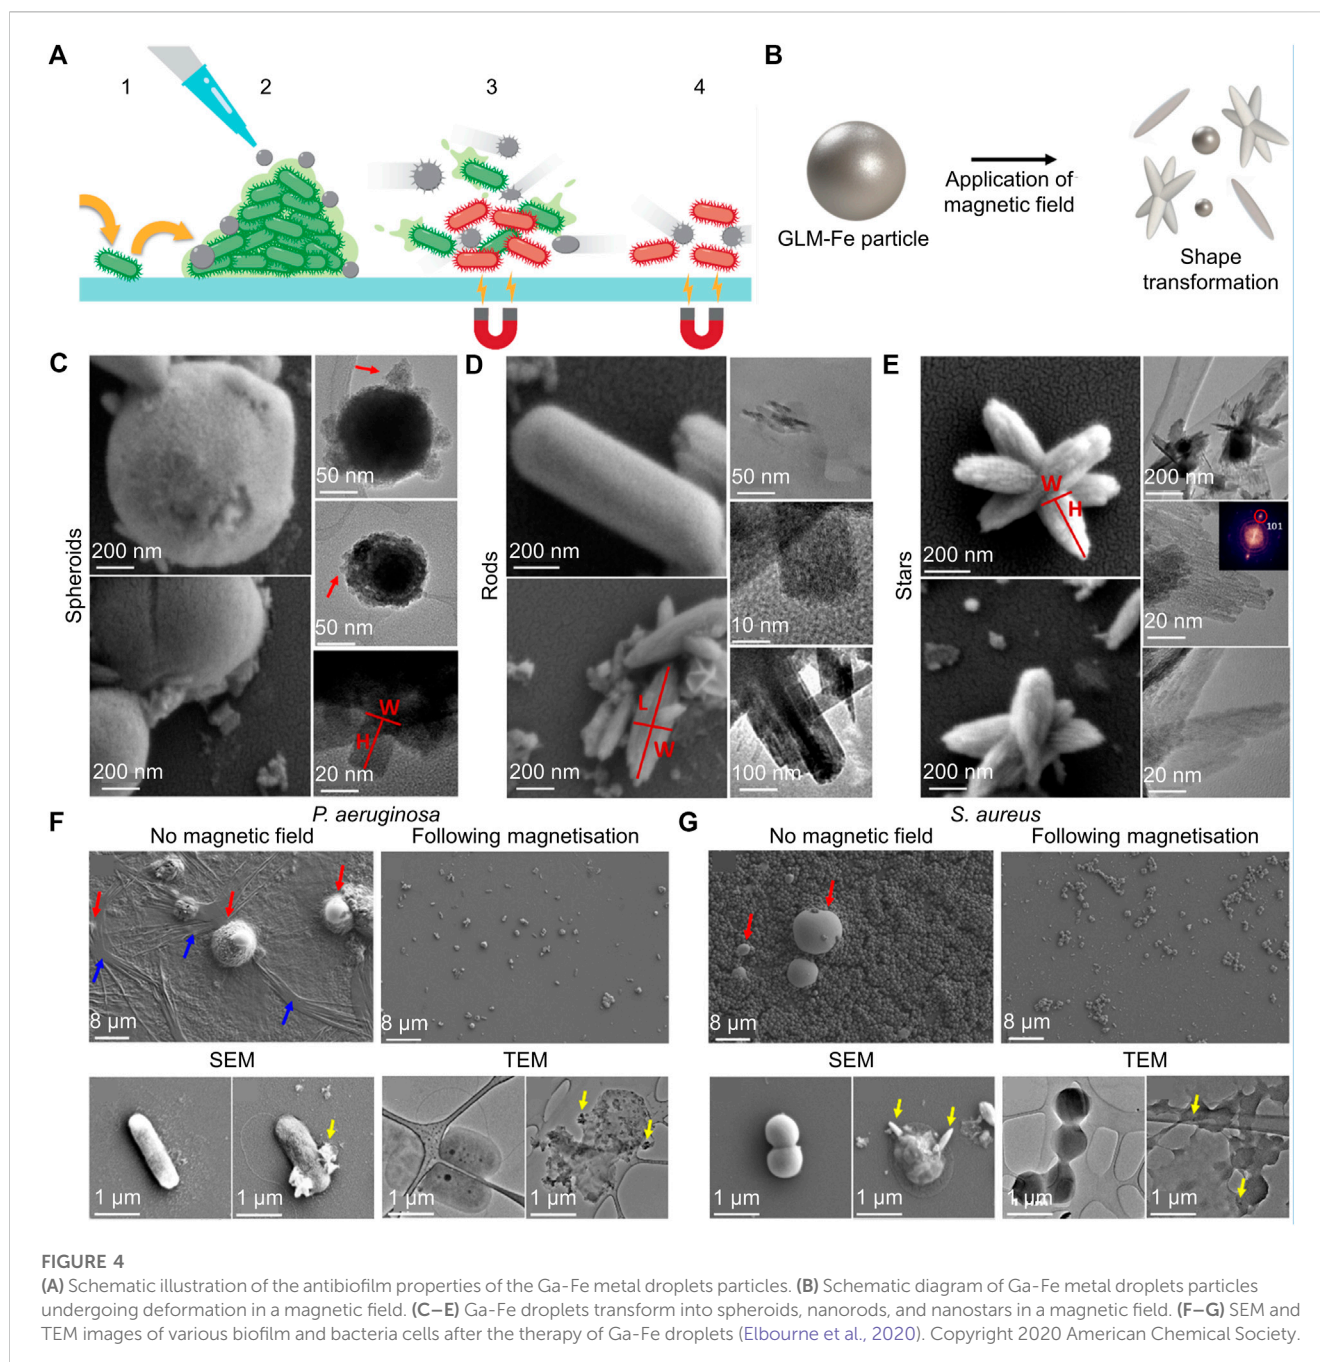 A
1
2
3
4
B
GLM-Fe particle
Application of
magnetic field
Shape
transformation
C
Spheroids
200 nm
50 nm
50 nm
200 nm
W
H
20 nm
D
Rods
50 nm
10 nm
L
W
200 nm
100 nm
E
Stars
W
H
200 nm
200 nm
101
20 nm
200 nm
20 nm
F
P. aeruginosa
No magnetic field
Following magnetisation
8 µm
8 µm
SEM
TEM
1 µm
1 µm
1 µm
1 µm
G
S. aureus
No magnetic field
Following magnetisation
8 µm
8 µm
SEM
TEM
1 µm
1 µm
1 µm
1 µm
FIGURE 4
(A) Schematic illustration of the antibiofilm properties of the Ga-Fe metal droplets particles. (B) Schematic diagram of Ga-Fe metal droplets particles
undergoing deformation in a magnetic field. (C–E) Ga-Fe droplets transform into spheroids, nanorods, and nanostars in a magnetic field. (F–G) SEM and
TEM images of various biofilm and bacteria cells after the therapy of Ga-Fe droplets (Elbourne et al., 2020). Copyright 2020 American Chemical Society.